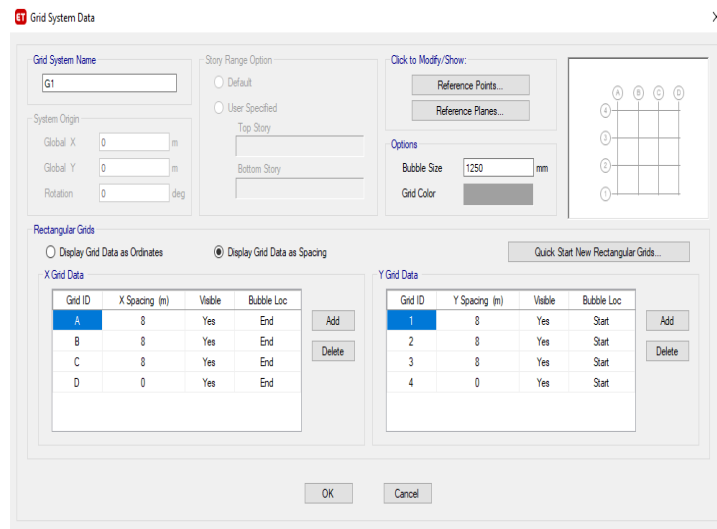 ET Grid System Data X
Grid System Name
G1
System Origin
Global X 0 m
Global Y 0 m
Rotation 0 deg
Story Range Option
Default
User Specified
Top Story
Bottom Story
Click to Modify/Show:
Reference Points...
Reference Planes...
Options
Bubble Size 1250 mm
Grid Color
A B C D
4
3
2
1
Rectangular Grids
Display Grid Data as Ordinates Display Grid Data as Spacing Quick Start New Rectangular Grids...
X Grid Data
Grid ID X Spacing (m) Visible Bubble Loc
A 8 Yes End
B 8 Yes End
C 8 Yes End
D 0 Yes End
Add
Delete
Y Grid Data
Grid ID Y Spacing (m) Visible Bubble Loc
1 8 Yes Start
2 8 Yes Start
3 8 Yes Start
4 0 Yes Start
Add
Delete
OK Cancel